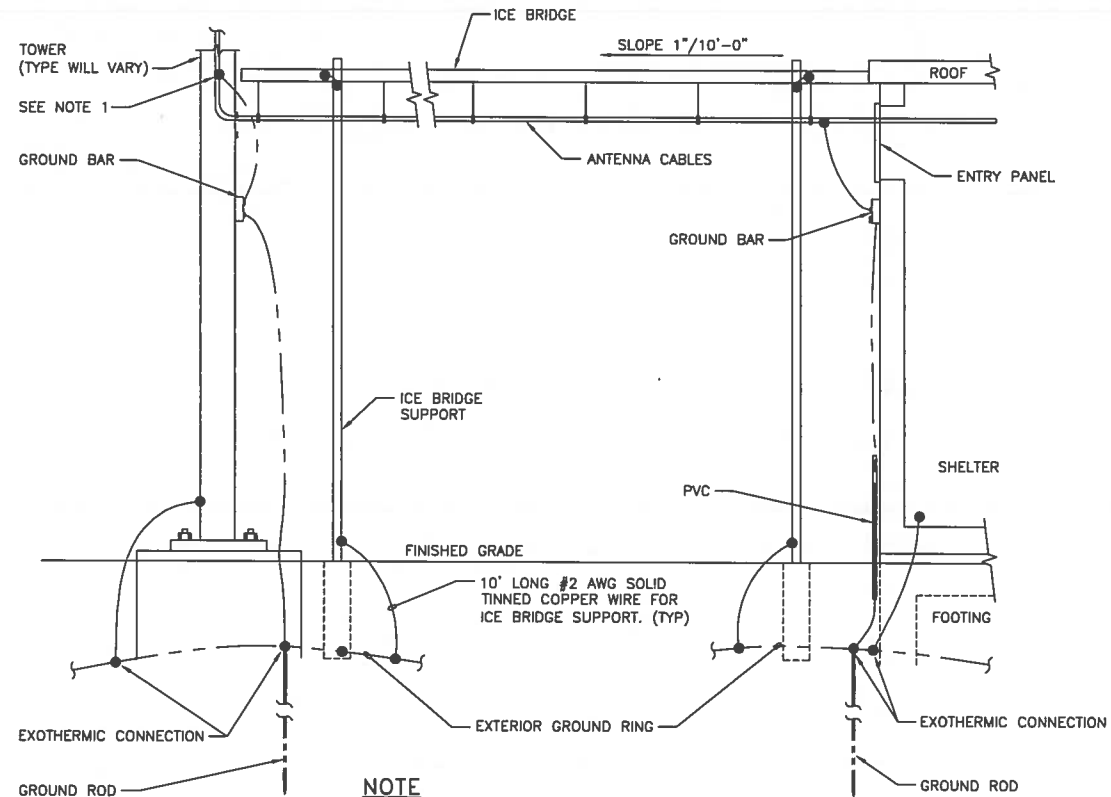 ICE BRIDGE
TOWER
(TYPE WILL VARY)
SLOPE 1"/10'-0"
ROOF
SEE NOTE 1
ANTENNA CABLES
GROUND BAR
ENTRY PANEL
GROUND BAR
ICE BRIDGE
SUPPORT
SHELTER
PVC
FINISHED GRADE
10' LONG #2 AWG SOLID
TINNED COPPER WIRE FOR
ICE BRIDGE SUPPORT. (TYP)
FOOTING
EXOTHERMIC CONNECTION
EXTERIOR GROUND RING
EXOTHERMIC CONNECTION
GROUND ROD
NOTE
GROUND ROD